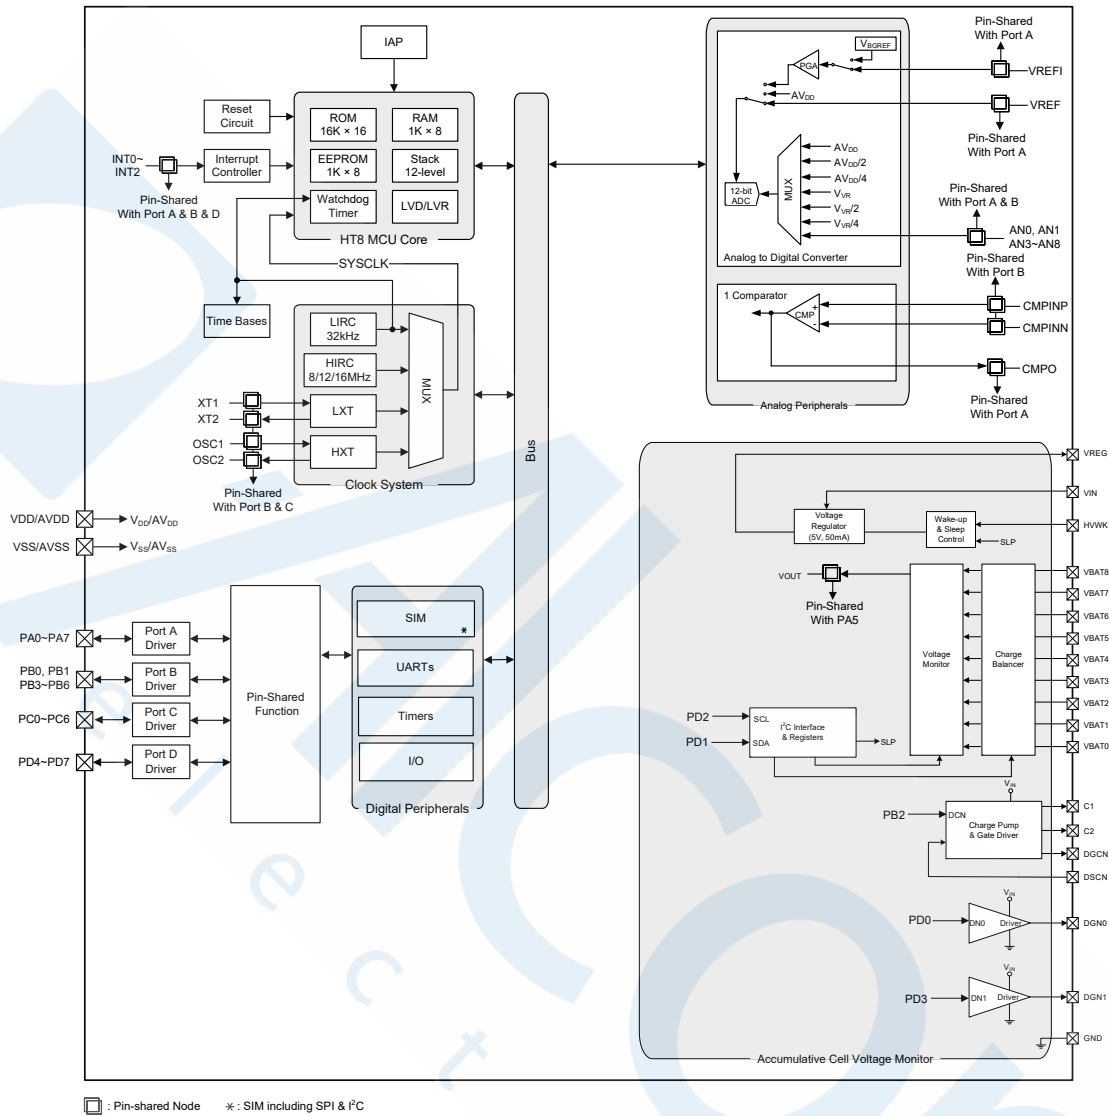 IAP
Reset
Circuit
INT0~
INT2
Interrupt
Controller
Pin-Shared
With Port A & B & D
ROM
16K × 16
RAM
1K × 8
EEPROM
1K × 8
Stack
12-level
Watchdog
Timer
LVD/LVR
HT8 MCU Core
SYSCLK
Time Bases
LIRC
32kHz
HIRC
8/12/16MHz
LXT
HXT
MUX
XT1
XT2
OSC1
OSC2
Pin-Shared
With Port B & C
Clock System
Bus
VDD/AVDD
VDD/AVDD
VSS/AVSS
VSS/AVSS
PA0~PA7
Port A
Driver
PB0, PB1
PB3~PB6
Port B
Driver
PC0~PC6
Port C
Driver
PD4~PD7
Port D
Driver
Pin-Shared
Function
SIM
*
UARTs
Timers
I/O
Digital Peripherals
Pin-Shared
With Port A
VBGREF
PGA
VREFI
AVDD
VREF
Pin-Shared
With Port A
12-bit
ADC
MUX
AVDD
AVDD/2
AVDD/4
VVR
VVR/2
VVR/4
Pin-Shared
With Port A & B
AN0, AN1
AN3~AN8
Analog to Digital Converter
Pin-Shared
With Port B
1 Comparator
CMP
+
-
CMPINP
CMPINN
CMPO
Pin-Shared
With Port A
Analog Peripherals
VREG
VIN
HVWK
Voltage
Regulator
(5V, 50mA)
Wake-up
& Sleep
Control
SLP
VOUT
Pin-Shared
With PA5
Voltage
Monitor
Charge
Balancer
VBAT8
VBAT7
VBAT6
VBAT5
VBAT4
VBAT3
VBAT2
VBAT1
VBAT0
PD2
PD1
SCL
SDA
I²C Interface
& Registers
SLP
VIN
PB2
DCN
Charge Pump
& Gate Driver
C1
C2
DGCN
DSCN
VIN
PD0
DN0
Driver
DGN0
VIN
PD3
DN1
Driver
DGN1
GND
Accumulative Cell Voltage Monitor
: Pin-shared Node
* : SIM including SPI & I²C